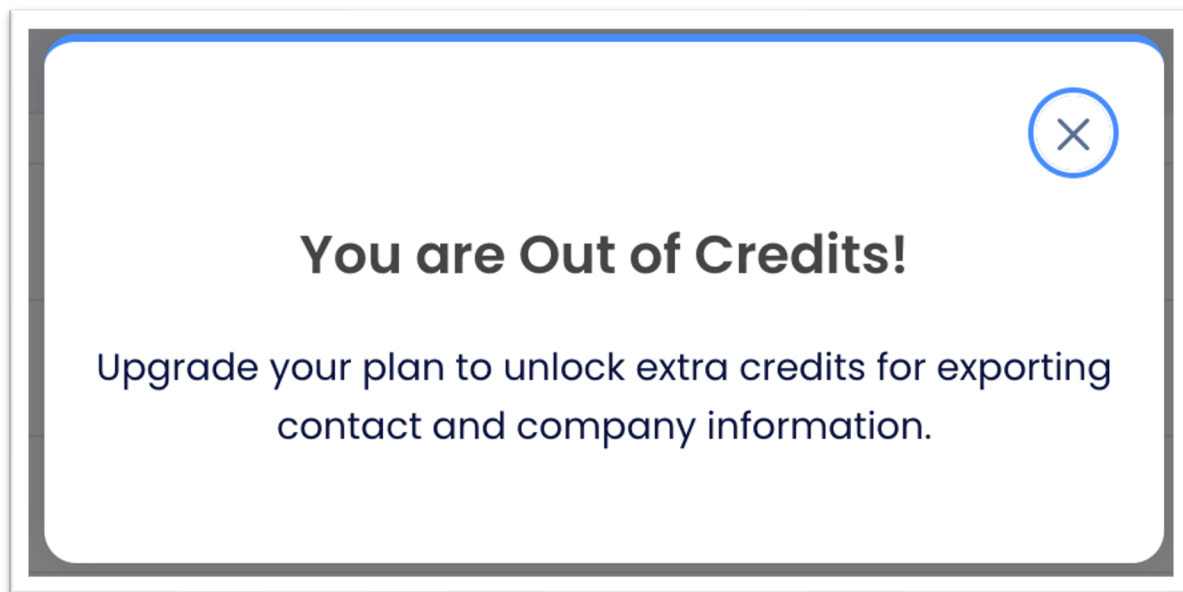 You are Out of Credits!
Upgrade your plan to unlock extra credits for exporting
contact and company information.